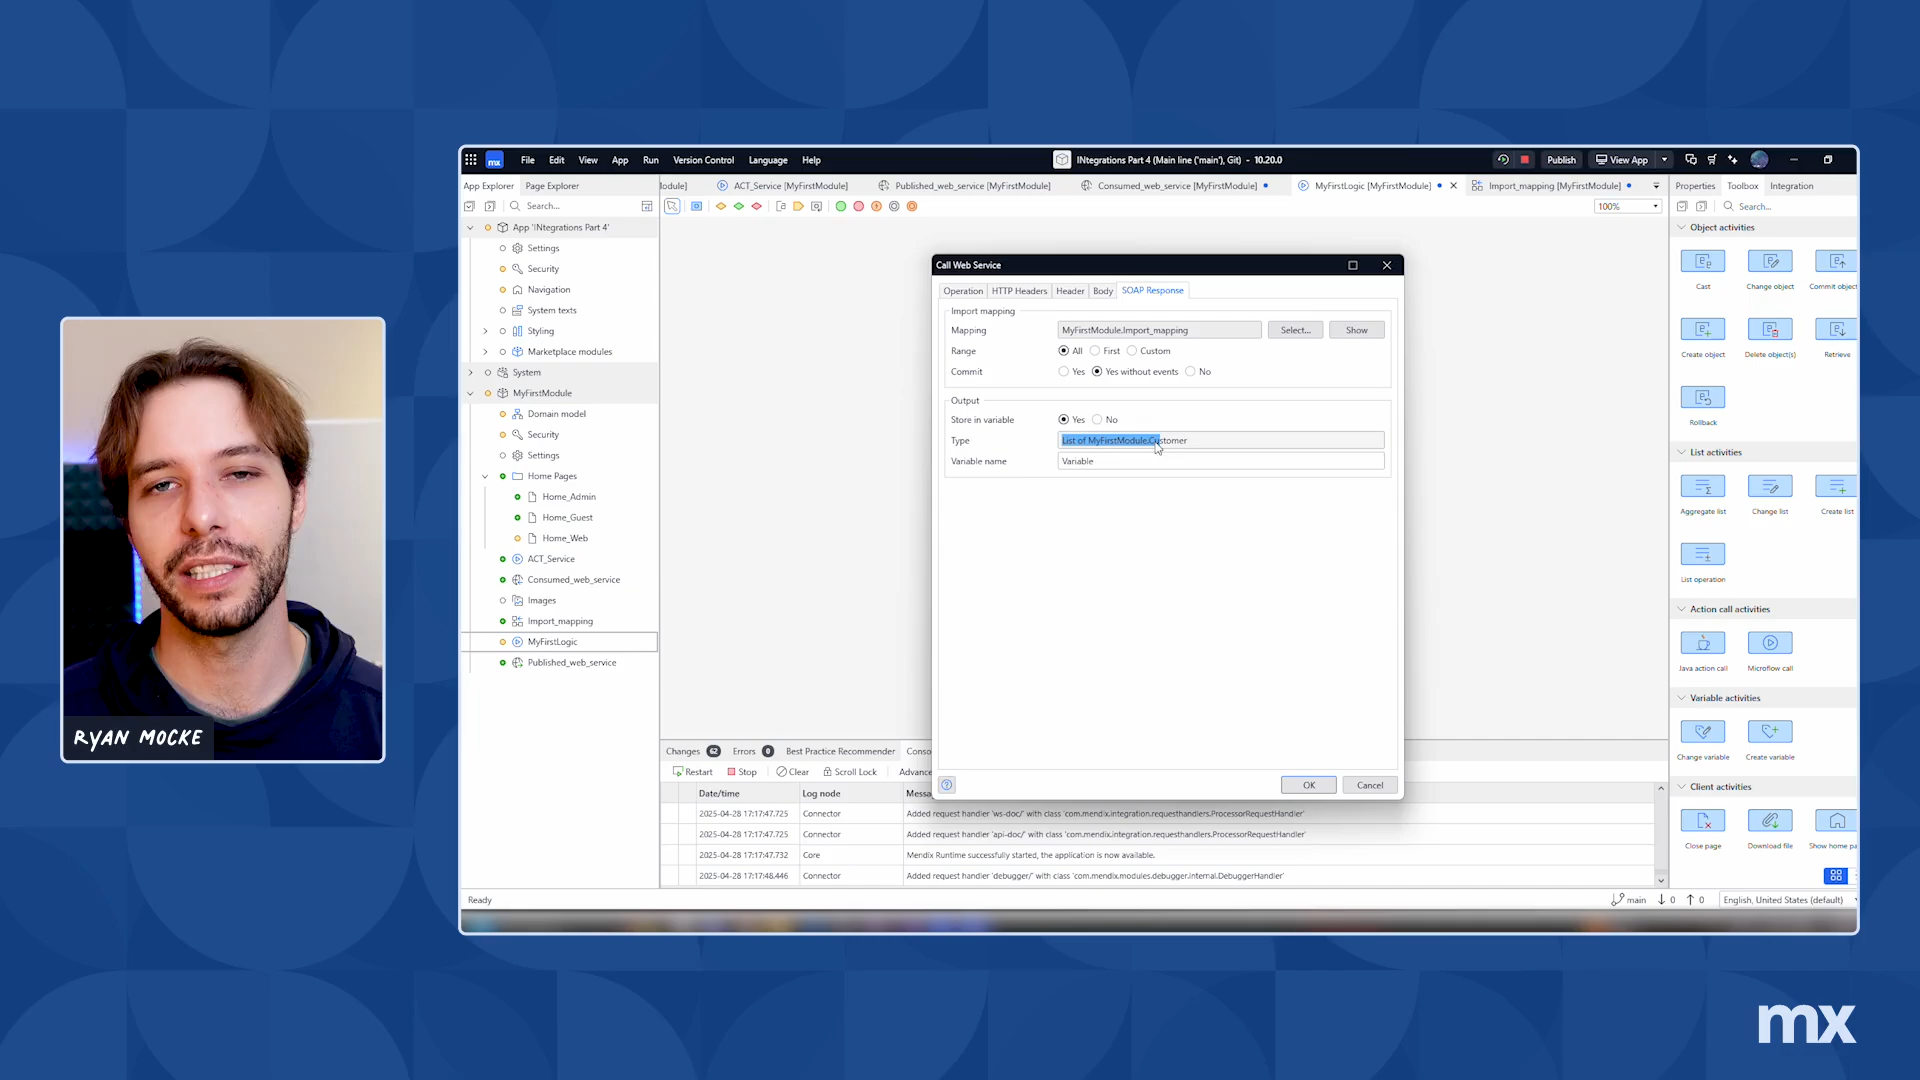 mx
File Edit View App Run Version Control Language Help
INtegrations Part 4 (Main line ('main'), Git) - 10.20.0
Publish
View App
App Explorer Page Explorer
lodule]
ACT_Service [MyFirstModule]
Published_web_service [MyFirstModule]
Consumed_web_service [MyFirstModule]
MyFirstLogic [MyFirstModule]
Import_mapping [MyFirstModule]
Properties Toolbox Integration
Search...
100%
Search...
App 'INtegrations Part 4'
Settings
Security
Navigation
System texts
Styling
Marketplace modules
System
MyFirstModule
Domain model
Security
Settings
Home Pages
Home_Admin
Home_Guest
Home_Web
ACT_Service
Consumed_web_service
Images
Import_mapping
MyFirstLogic
Published_web_service
Call Web Service
Operation HTTP Headers Header Body SOAP Response
Import mapping
Mapping MyFirstModule.Import_mapping Select... Show
Range All First Custom
Commit Yes Yes without events No
Output
Store in variable Yes No
Type List of MyFirstModule.Customer
Variable name Variable
OK Cancel
Object activities
Cast Change object Commit object
Create object Delete object(s) Retrieve
Rollback
List activities
Aggregate list Change list Create list
List operation
Action call activities
Java action call Microflow call
Variable activities
Change variable Create variable
Client activities
Close page Download file Show home pa
Changes 62 Errors 0 Best Practice Recommender Conso
Restart Stop Clear Scroll Lock Advance
Date/time Log node Messa
2025-04-28 17:17:47.725 Connector Added request handler 'ws-doc/' with class 'com.mendix.integration.requesthandlers.ProcessorRequestHandler'
2025-04-28 17:17:47.725 Connector Added request handler 'api-doc/' with class 'com.mendix.integration.requesthandlers.ProcessorRequestHandler'
2025-04-28 17:17:47.732 Core Mendix Runtime successfully started, the application is now available.
2025-04-28 17:17:48.446 Connector Added request handler 'debugger/' with class 'com.mendix.modules.debugger.internal.DebuggerHandler'
Ready
main 0 0 English, United States (default)
RYAN MOCKE
mx